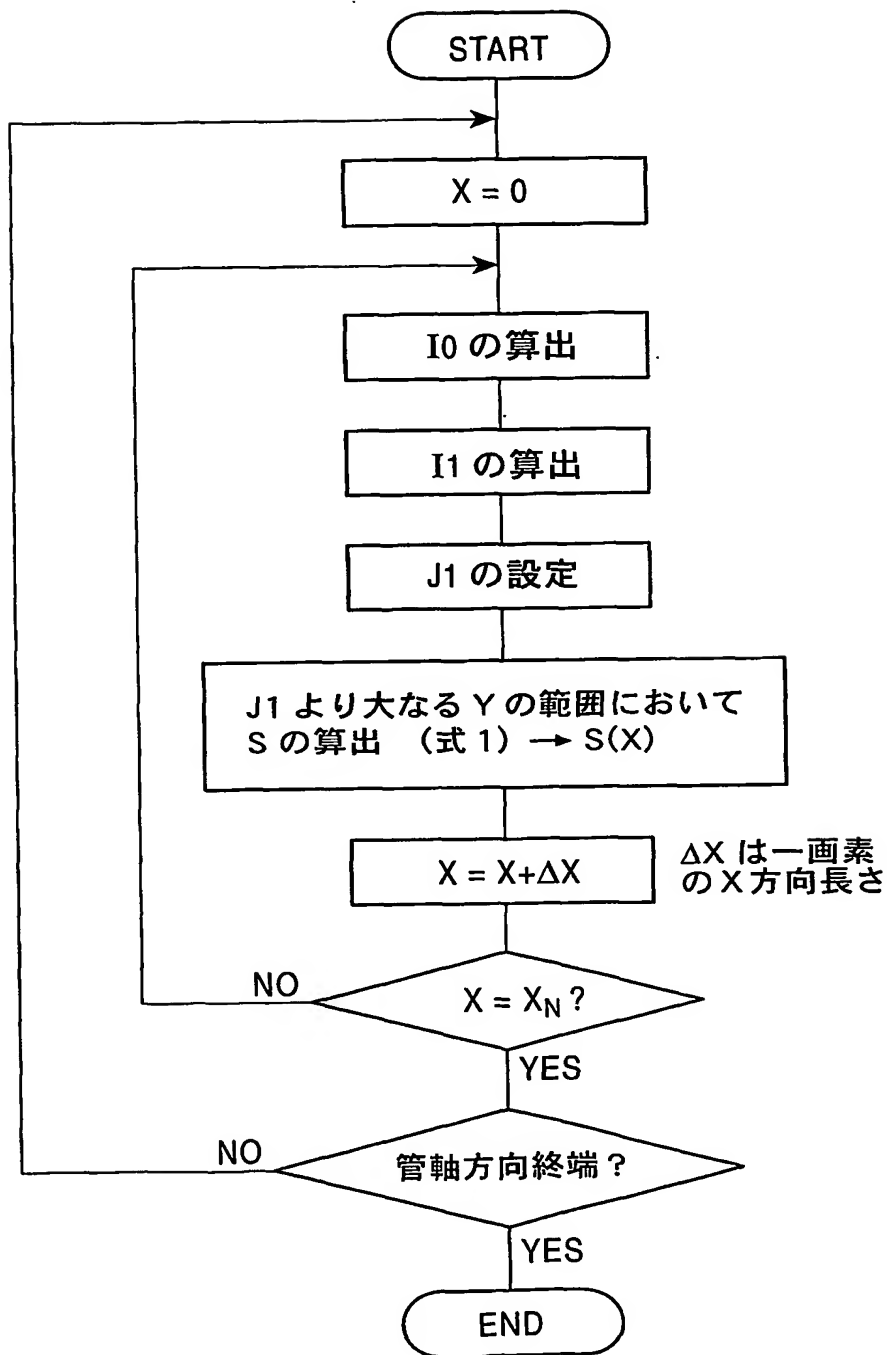 START
X = 0
I0 の算出
I1 の算出
J1 の設定
J1 より大なる Y の範囲において
S の算出 (式 1) → S(X)
X = X+ΔX
ΔX は一画素
の X 方向長さ
NO
X = XN ?
YES
NO
管軸方向終端 ?
YES
END